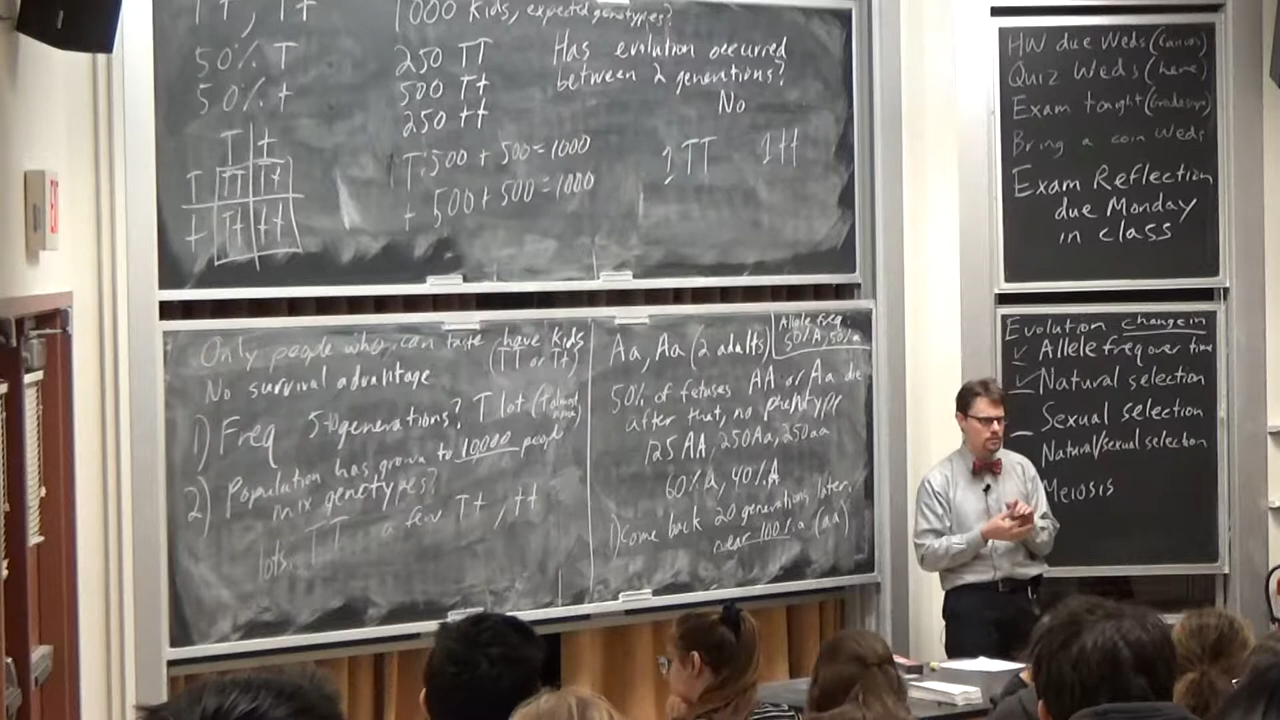 Tt, Tt
50% T
50% t
T t
T TT Tt
t Tt tt
1000 kids, expected genotypes?
250 TT
500 Tt
250 tt
T: 500 + 500 = 1000
t 500 + 500 = 1000
Has evolution occurred
between 2 generations?
No
1 TT 1 tt
Only people who can taste have kids
(TT or Tt)
No survival advantage
1) Freq 5-10 generations? T lot (t almost
none)
2) Population has grown to 10,000 people
mix genotypes?
lots TT a few Tt, tt
Aa, Aa (2 adults)
Allele freq.
50% A, 50% a
50% of fetuses AA or Aa die
after that, no phenotype
125 AA, 250 Aa, 250 aa
60% a, 40% A
1) Come back 20 generations later,
near 100% a (aa)
HW due Weds (Canvas)
Quiz Weds (here)
Exam tonight (Gradescope)
Bring a coin Weds
Exam Reflection
due Monday
in class
Evolution change in
Allele freq over time
Natural selection
Sexual selection
Natural/sexual selection
Meiosis
EXIT